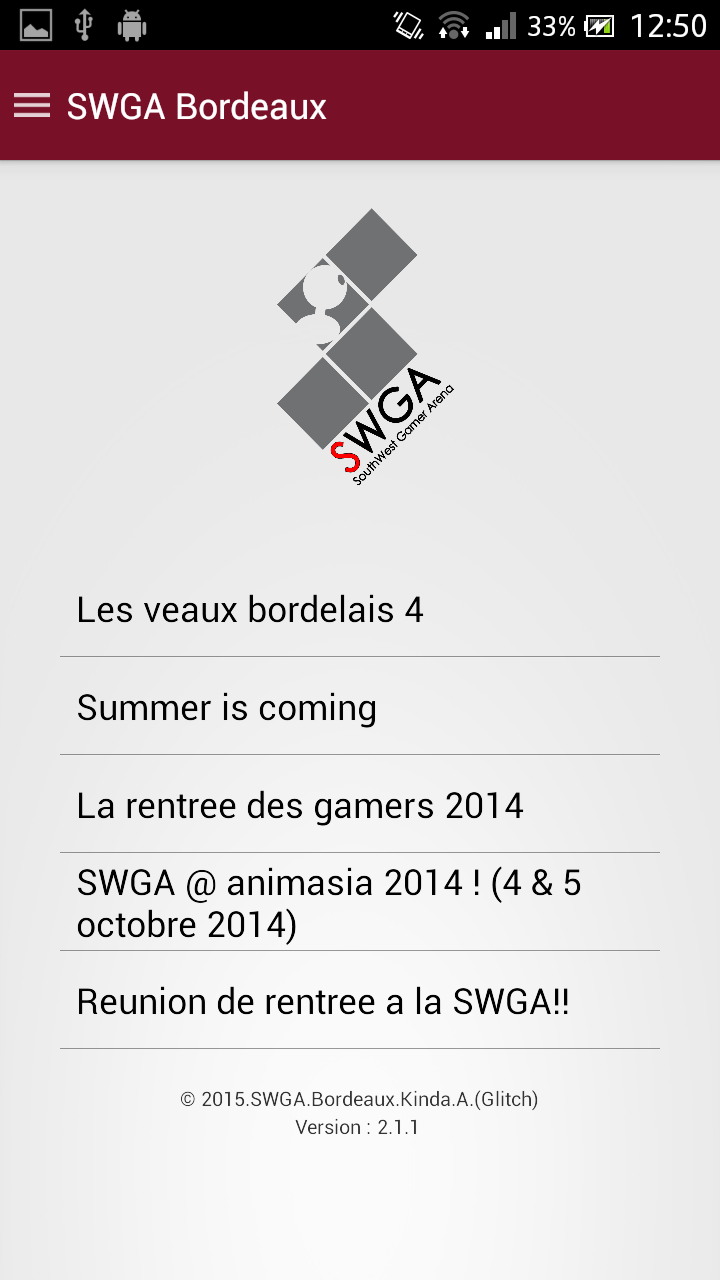 33% 12:50
SWGA Bordeaux
SWGA
SouthWest Gamer Arena
Les veaux bordelais 4
Summer is coming
La rentree des gamers 2014
SWGA @ animasia 2014 ! (4 & 5
octobre 2014)
Reunion de rentree a la SWGA!!
© 2015.SWGA.Bordeaux.Kinda.A.(Glitch)
Version : 2.1.1